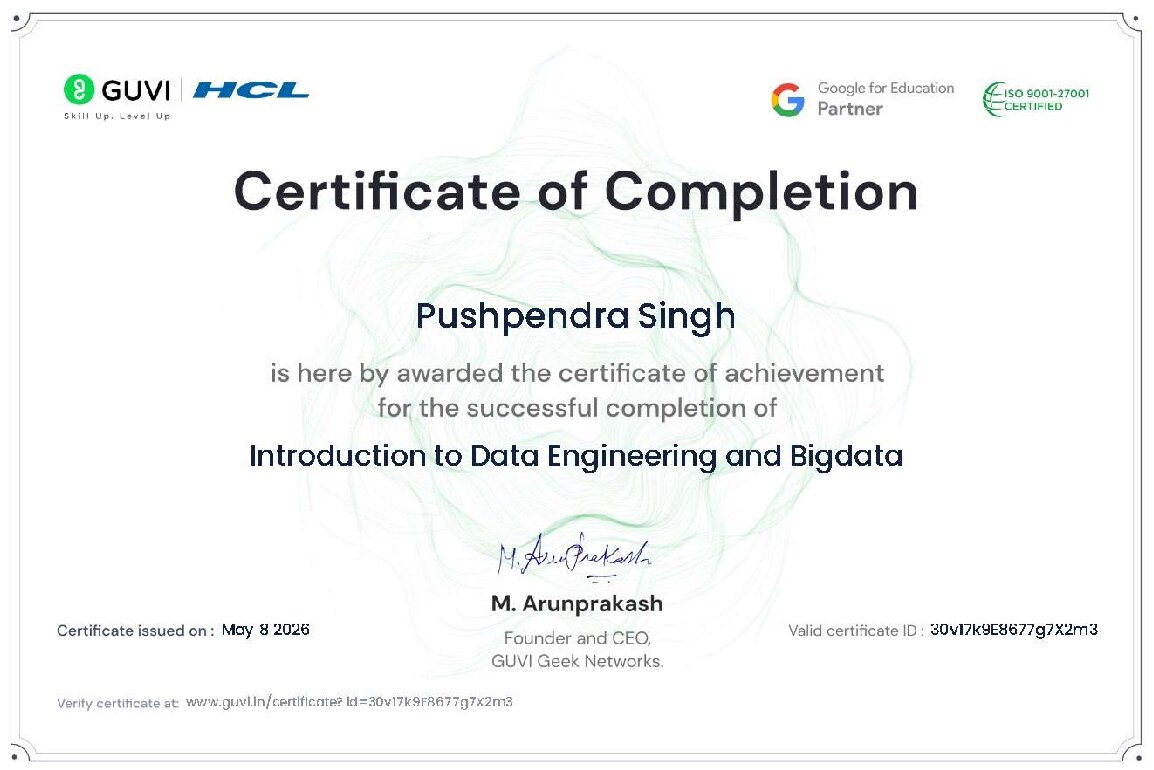 GUVI HCL
Skill Up. Level Up
Google for Education
Partner
ISO 9001-27001
CERTIFIED
Certificate of Completion
Pushpendra Singh
is here by awarded the certificate of achievement
for the successful completion of
Introduction to Data Engineering and Bigdata
M. ArunPrakash
M. Arunprakash
Founder and CEO,
GUVI Geek Networks.
Certificate issued on : May 8 2026
Valid certificate ID : 30v17k9E8677g7X2m3
Verify certificate at: www.guvi.in/certificate? id=30v17k9E8677g7x2m3